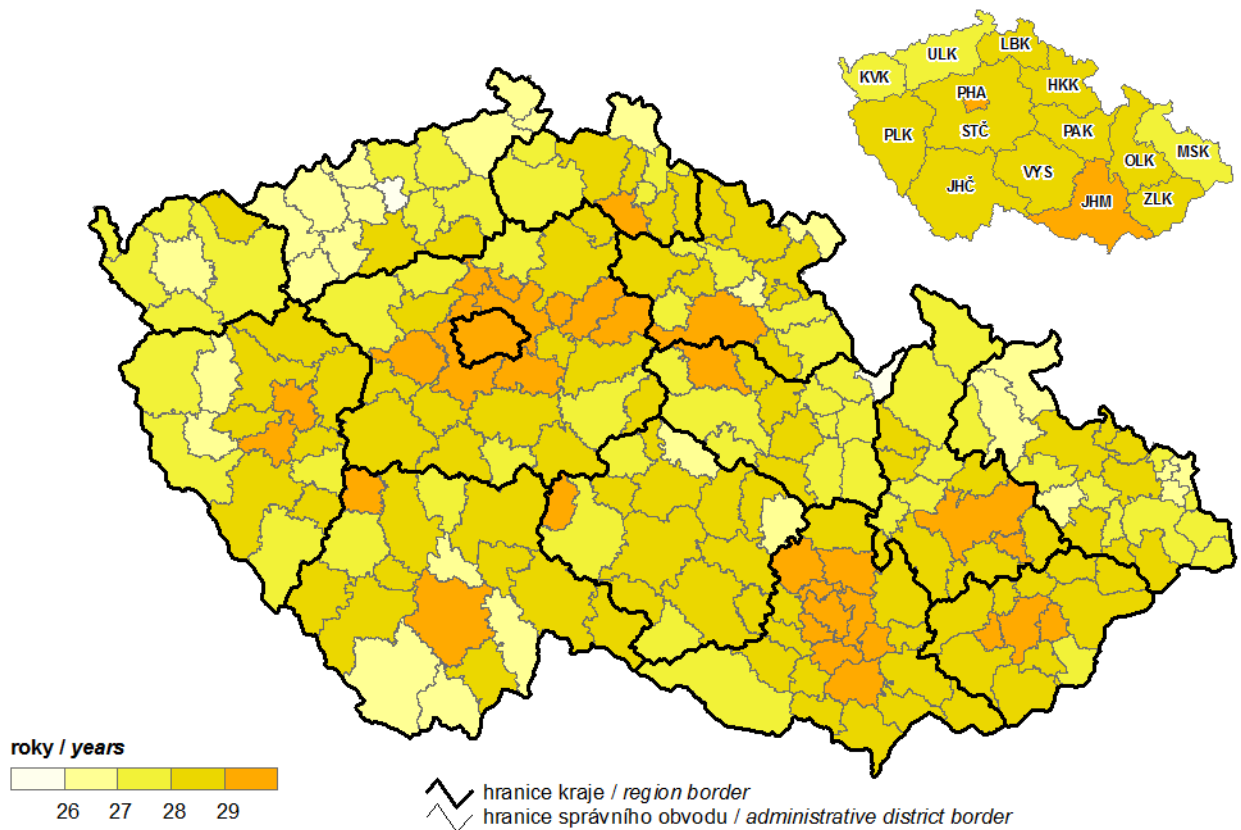 ULK
LBK
KVK
HKK
PHA
PLK
STČ
PAK
MSK
OLK
VYS
JHČ
JHM
ZLK
roky / years
26 27 28 29
hranice kraje / region border
hranice správního obvodu / administrative district border